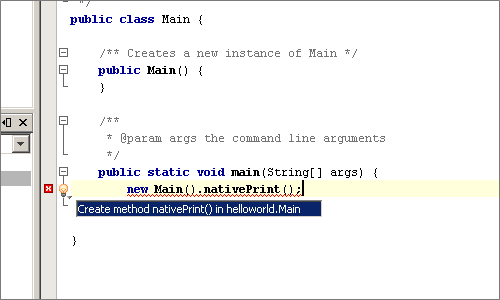 */
public class Main {
/** Creates a new instance of Main */
public Main() {
}
/**
* @param args the command line arguments
*/
public static void main(String[] args) {
new Main().nativePrint();
Create method nativePrint() in helloworld.Main
}